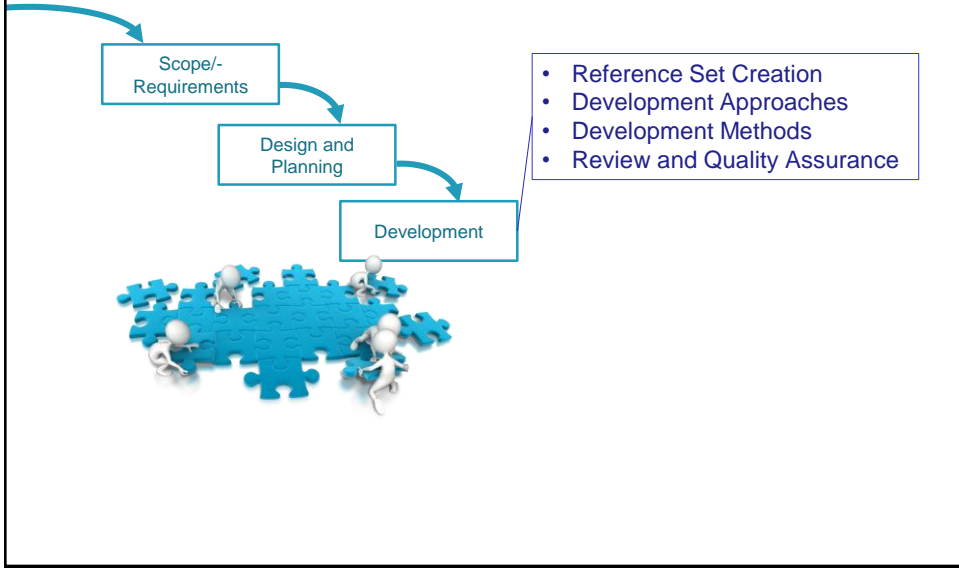 Scope/-
Requirements
Design and
Planning
Development
• Reference Set Creation
• Development Approaches
• Development Methods
• Review and Quality Assurance